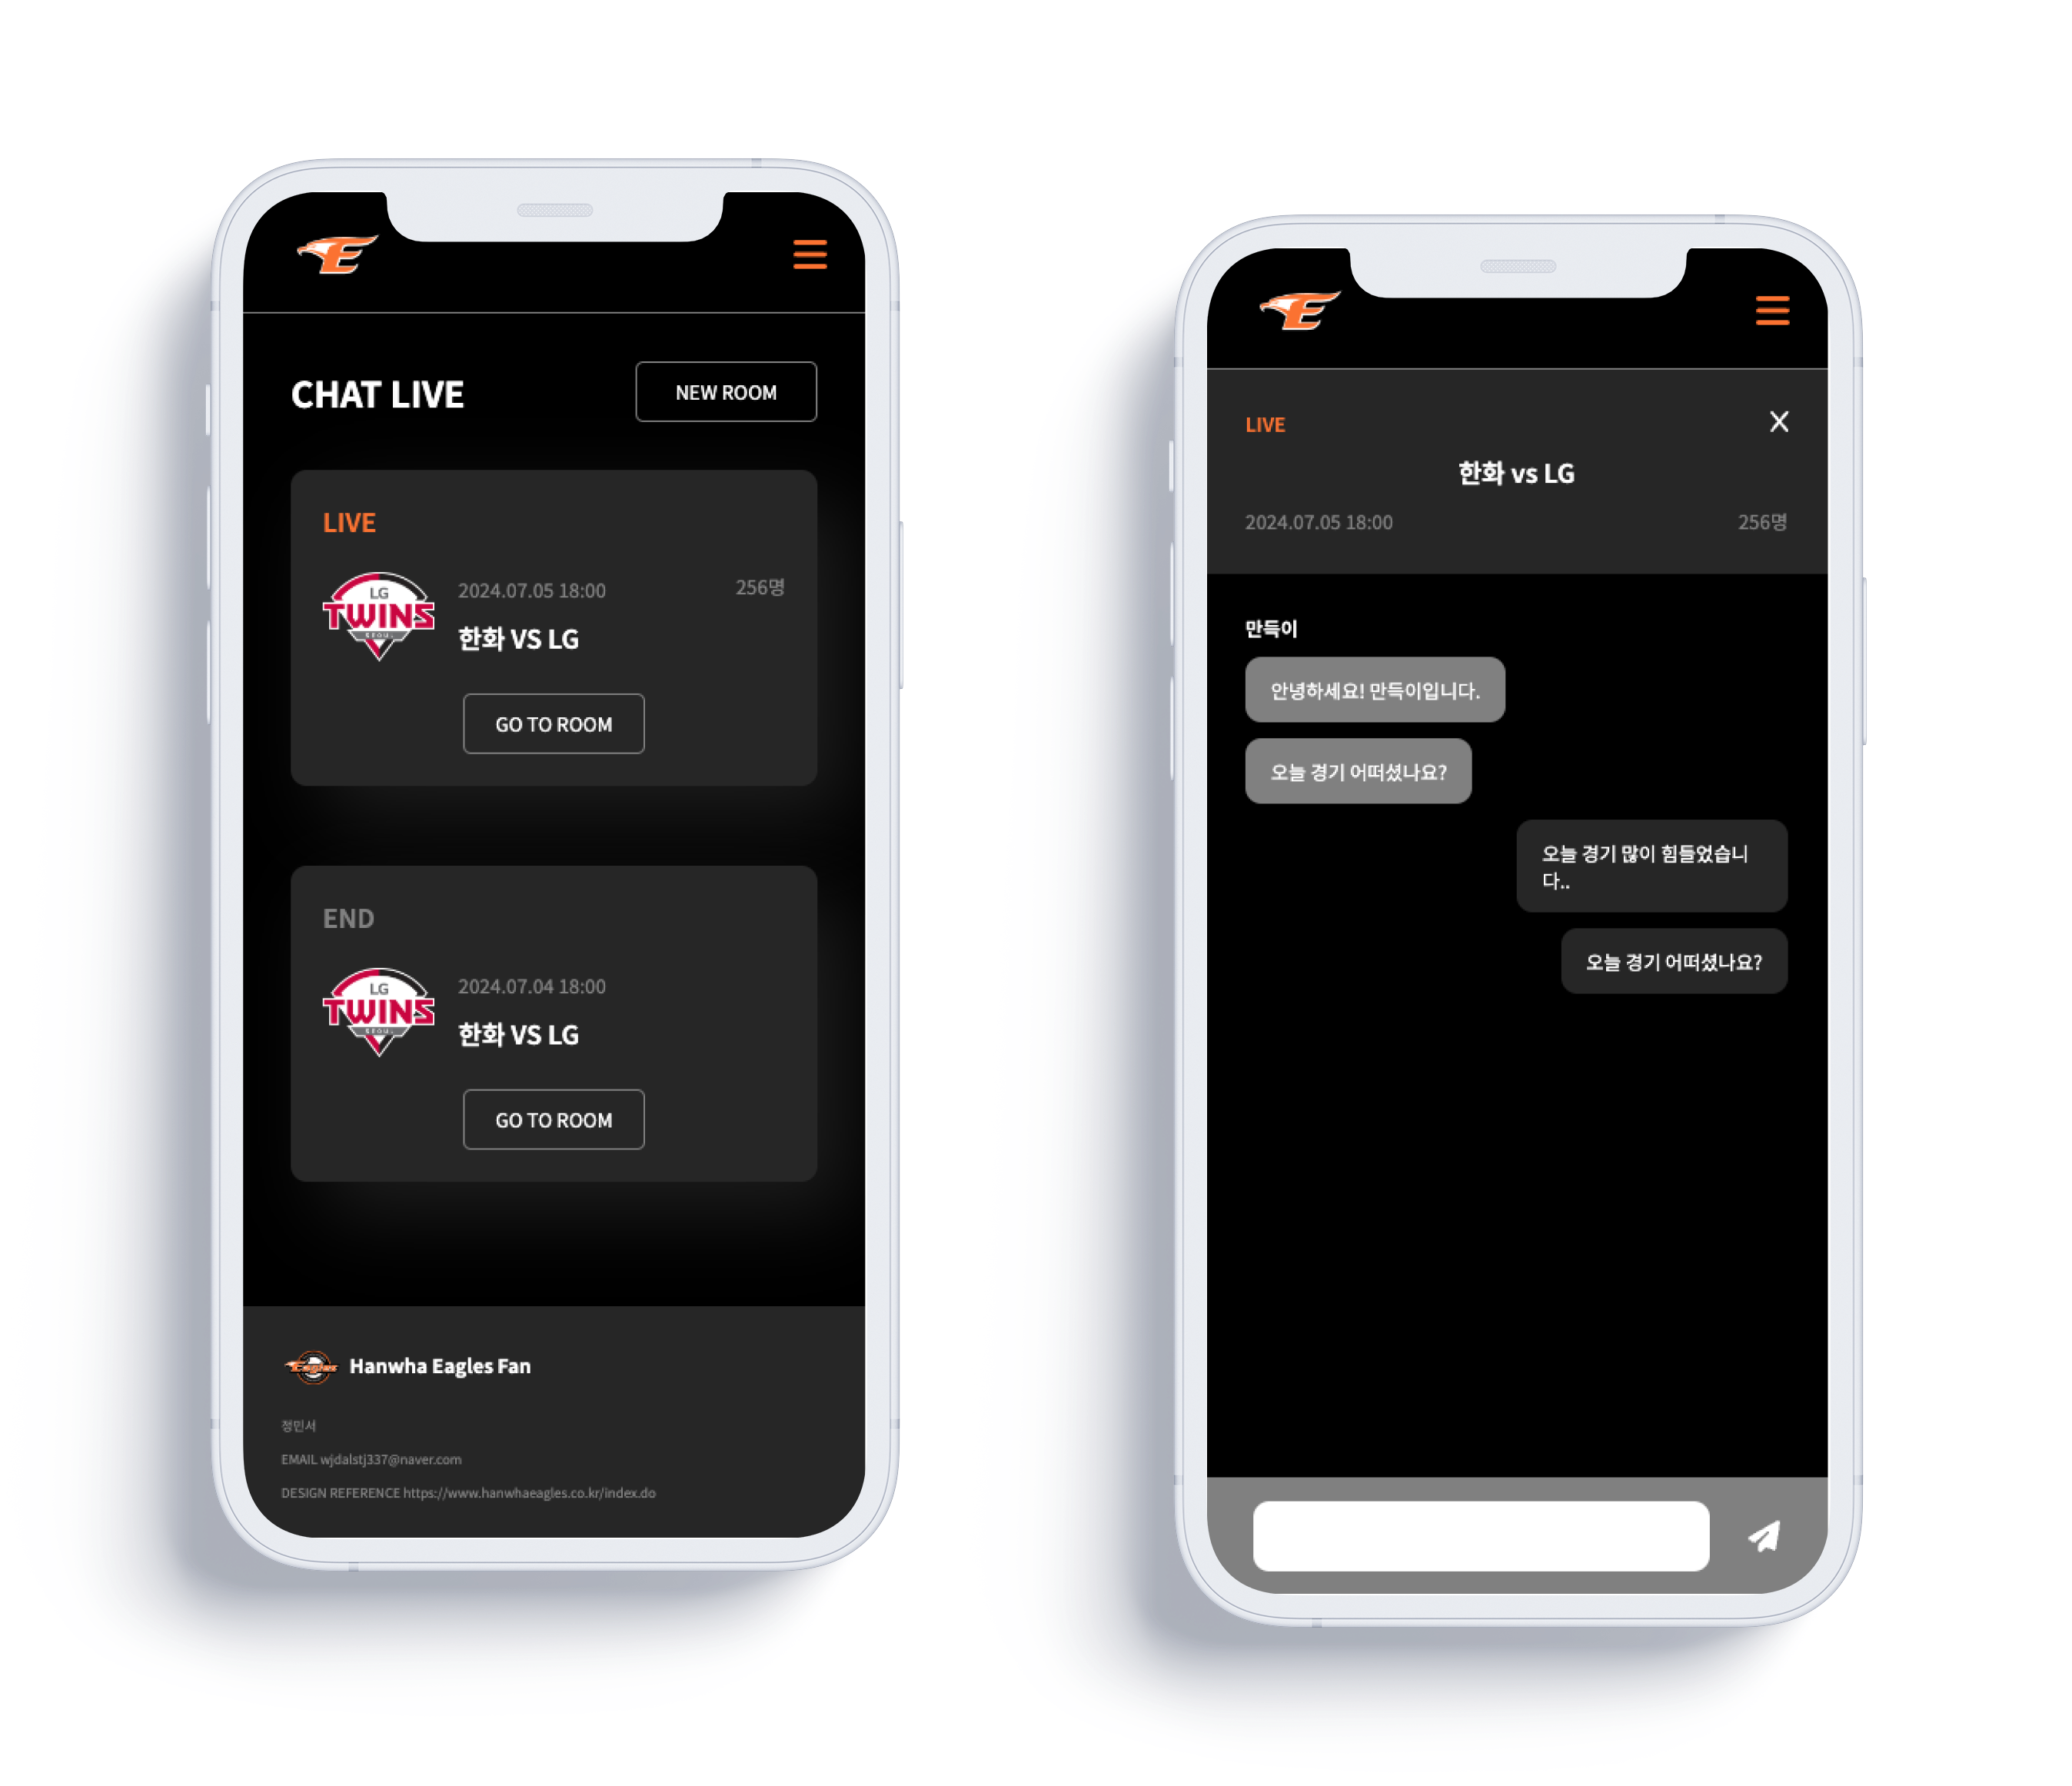 CHAT LIVE
NEW ROOM
LIVE
LG
TWINS
SEOUL
2024.07.05 18:00
256명
한화 VS LG
GO TO ROOM
END
LG
TWINS
SEOUL
2024.07.04 18:00
한화 VS LG
GO TO ROOM
Eagles
Hanwha Eagles Fan
정민서
EMAIL wjdalstj337@naver.com
DESIGN REFERENCE https://www.hanwhaeagles.co.kr/index.do
LIVE
X
한화 vs LG
2024.07.05 18:00
256명
만득이
안녕하세요! 만득이입니다.
오늘 경기 어떠셨나요?
오늘 경기 많이 힘들었습니
다..
오늘 경기 어떠셨나요?